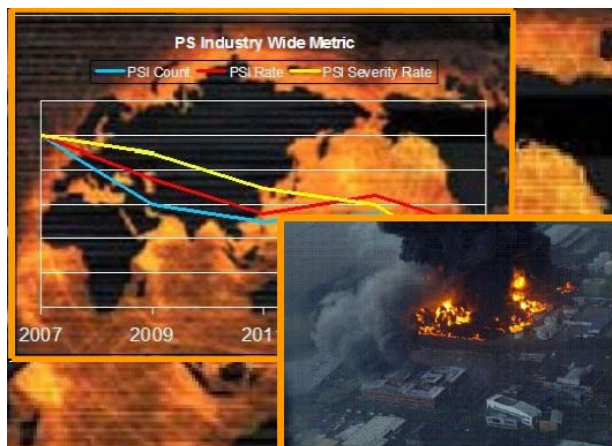 PS Industry Wide Metric
PSI Count PSI Rate PSI Severity Rate
2007 2009